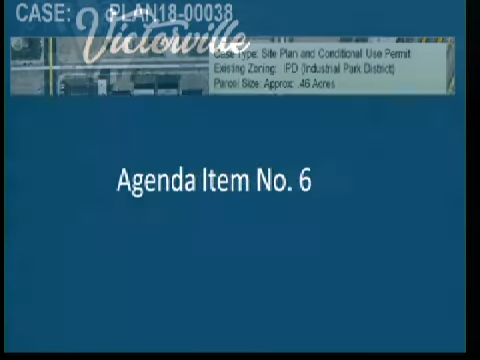 CASE: PLAN18-00038
Victorville
Case Type: Site Plan and Conditional Use Permit
Existing Zoning: IPD (Industrial Park District)
Parcel Size: Approx. .46 Acres
Agenda Item No. 6